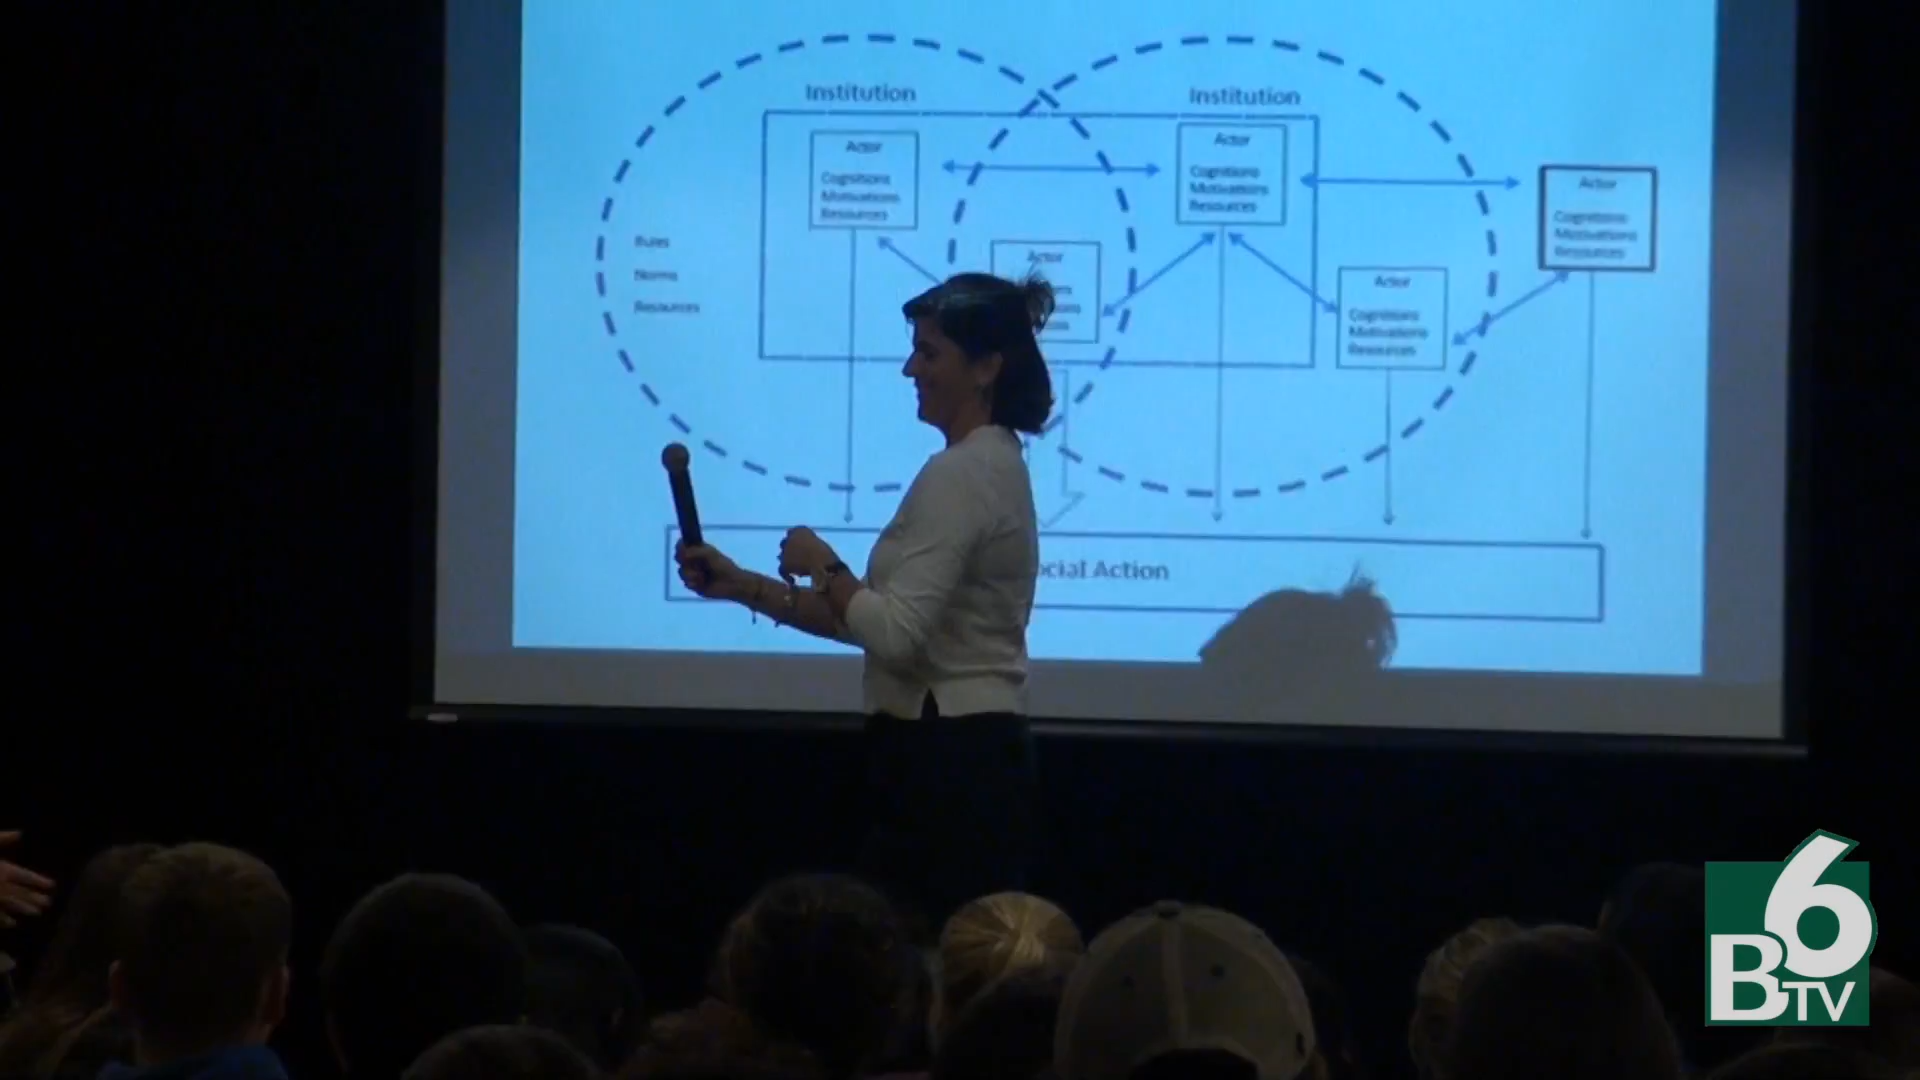 Institution
Institution
Actor
Cognitions
Motivations
Resources
Actor
Cognitions
Motivations
Resources
Actor
Cognitions
Motivations
Resources
Rules
Norms
Resources
Actor
Actor
Cognitions
Motivations
Resources
ocial Action
B6
TV